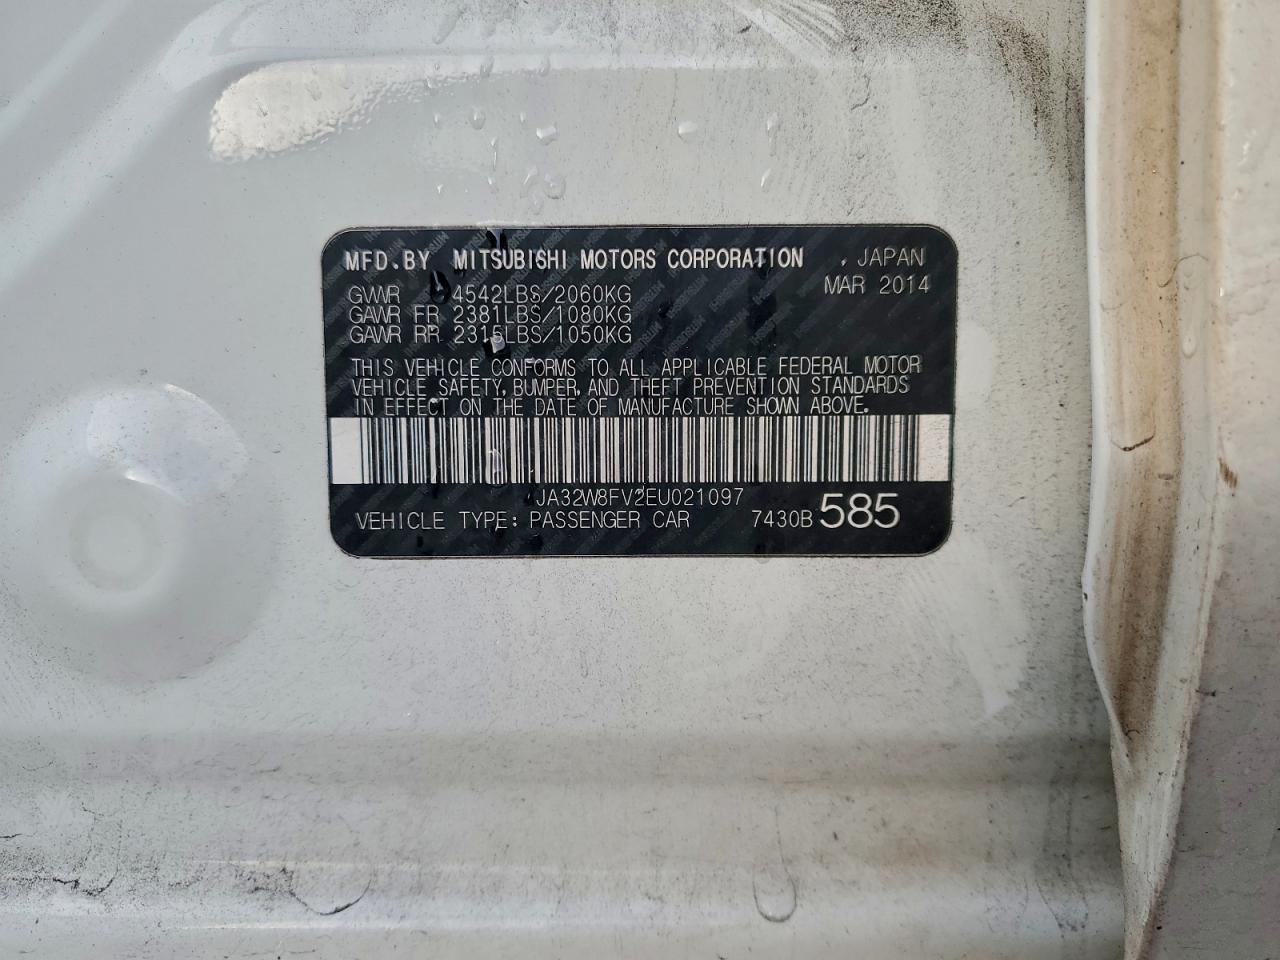 MFD.BY MITSUBISHI MOTORS CORPORATION , JAPAN
MAR 2014
GVWR 4542LBS/2060KG
GAWR FR 2381LBS/1080KG
GAWR RR 2315LBS/1050KG
THIS VEHICLE CONFORMS TO ALL APPLICABLE FEDERAL MOTOR
VEHICLE SAFETY, BUMPER, AND THEFT PREVENTION STANDARDS
IN EFFECT ON THE DATE OF MANUFACTURE SHOWN ABOVE.
JA32W8FV2EU021097
VEHICLE TYPE: PASSENGER CAR 7430B 585